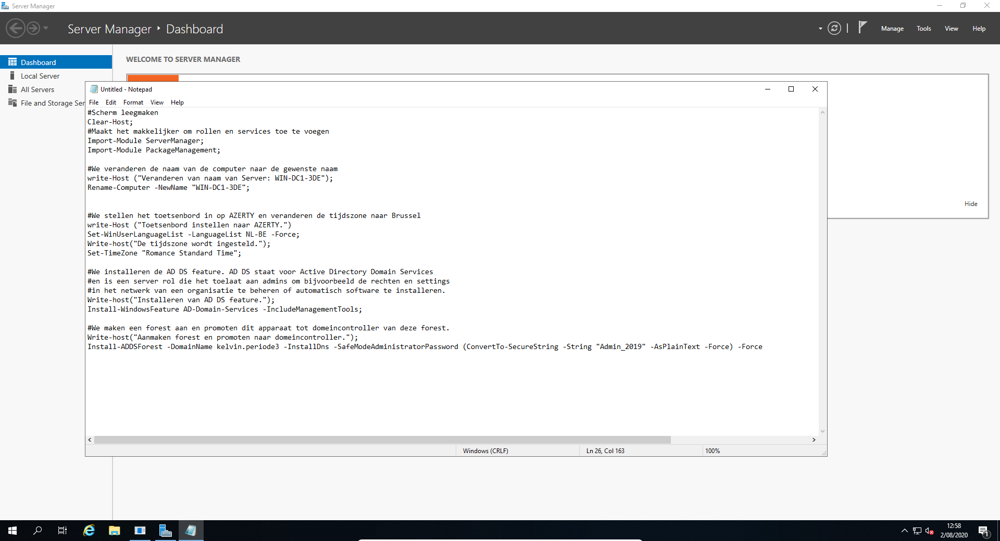 Server Manager
Server Manager ‣ Dashboard
Manage Tools View Help
Dashboard
Local Server
All Servers
File and Storage Ser
WELCOME TO SERVER MANAGER
Hide
Untitled - Notepad
File Edit Format View Help
#Scherm leegmaken
Clear-Host;
#Maakt het makkelijker om rollen en services toe te voegen
Import-Module ServerManager;
Import-Module PackageManagement;
#We veranderen de naam van de computer naar de gewenste naam
write-Host ("Veranderen van naam van Server: WIN-DC1-3DE");
Rename-Computer -NewName "WIN-DC1-3DE";
#We stellen het toetsenbord in op AZERTY en veranderen de tijdszone naar Brussel
write-Host ("Toetsenbord instellen naar AZERTY.")
Set-WinUserLanguageList -LanguageList NL-BE -Force;
Write-host("De tijdszone wordt ingesteld.");
Set-TimeZone "Romance Standard Time";
#We installeren de AD DS feature. AD DS staat voor Active Directory Domain Services
#en is een server rol die het toelaat aan admins om bijvoorbeeld de rechten en settings
#in het netwerk van een organisatie te beheren of automatisch software te installeren.
Write-host("Installeren van AD DS feature.");
Install-WindowsFeature AD-Domain-Services -IncludeManagementTools;
#We maken een forest aan en promoten dit apparaat tot domeincontroller van deze forest.
Write-host("Aanmaken forest en promoten naar domeincontroller.");
Install-ADDSForest -DomainName kelvin.periode3 -InstallDns -SafeModeAdministratorPassword (ConvertTo-SecureString -String "Admin_2019" -AsPlainText -Force) -Force
Windows (CRLF) Ln 26, Col 163 100%
12:58
2/08/2020
1